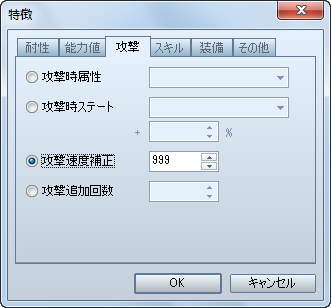 特徴
耐性 能力値 攻撃 スキル 装備 その他
攻撃時属性
攻撃時ステート
+ %
攻撃速度補正 999
攻撃追加回数
OK キャンセル